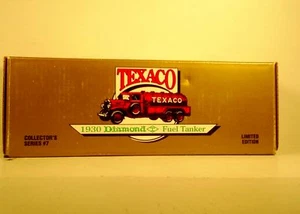 TEXACO
TEXACO
1930 Diamond T Fuel Tanker
COLLECTOR'S
SERIES #7
LIMITED
EDITION